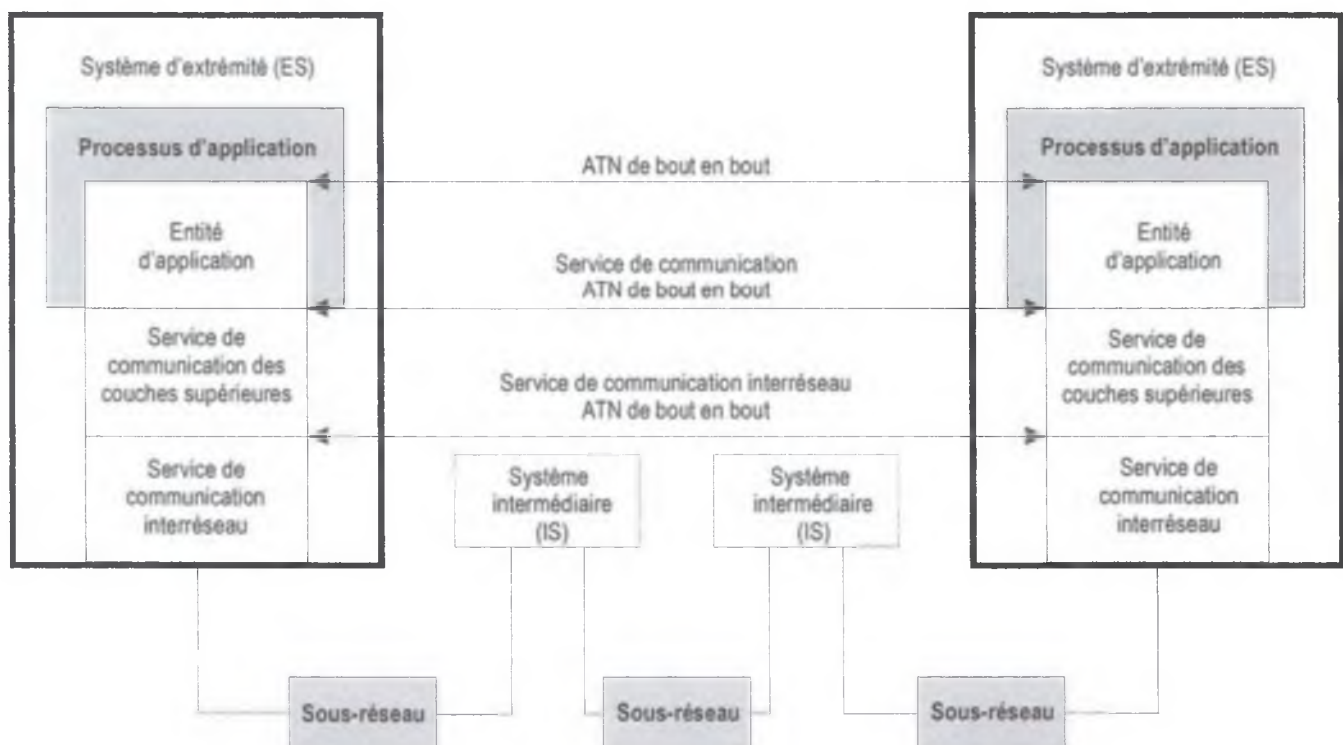 Système d'extrémité (ES)
Processus d'application
Entité
d'application
Service de
communication des
couches supérieures
Service de
communication
interréseau
ATN de bout en bout
Service de communication
ATN de bout en bout
Service de communication interréseau
ATN de bout en bout
Système
intermédiaire
(IS)
Système
intermédiaire
(IS)
Système d'extrémité (ES)
Processus d'application
Entité
d'application
Service de
communication des
couches supérieures
Service de
communication
interréseau
Sous-réseau
Sous-réseau
Sous-réseau